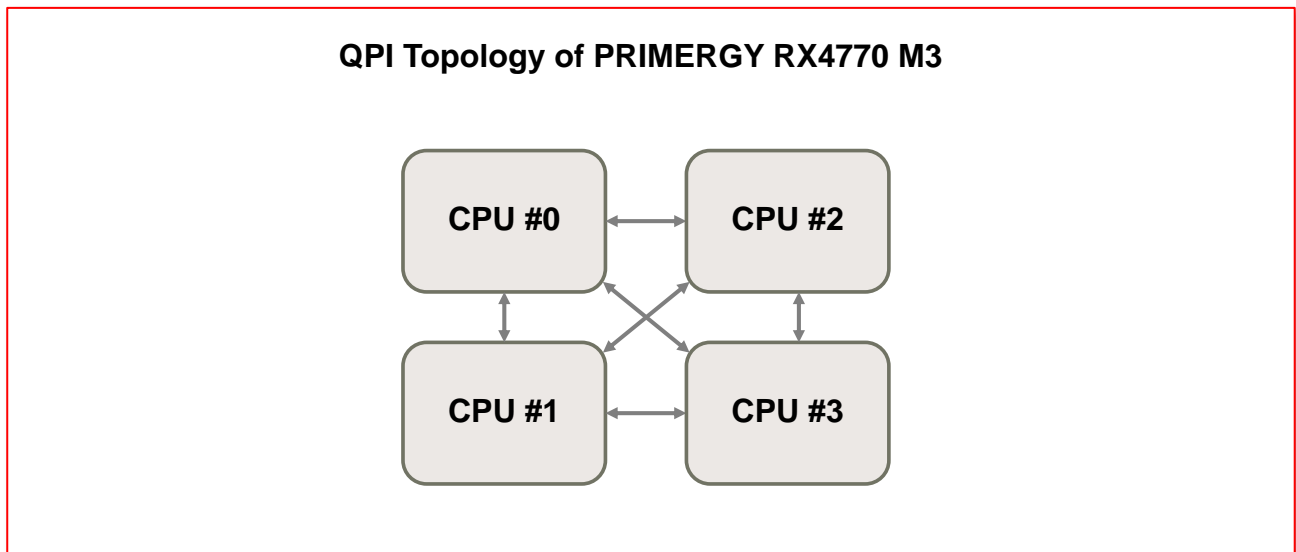 QPI Topology of PRIMERGY RX4770 M3
CPU #0
CPU #2
CPU #1
CPU #3